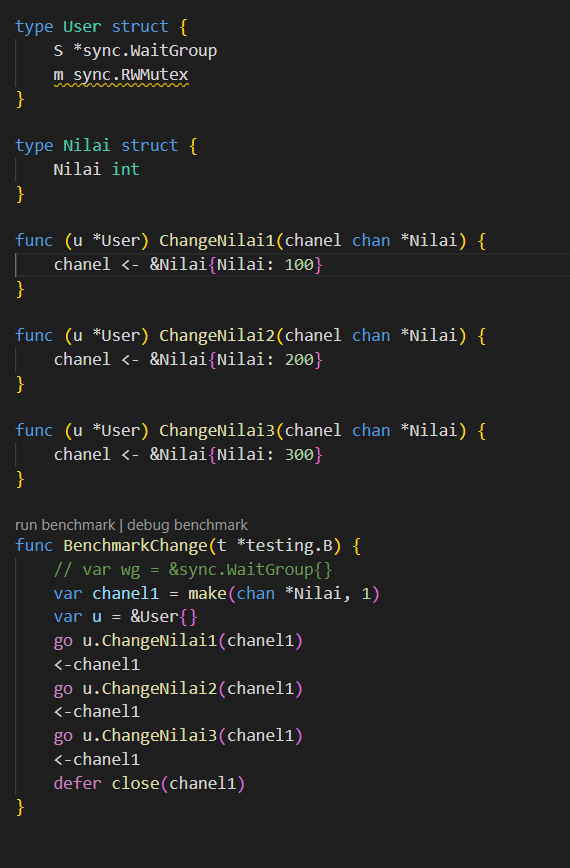 type User struct {
    S *sync.WaitGroup
    m sync.RWMutex
}
type Nilai struct {
    Nilai int
}
func (u *User) ChangeNilai1(chanel chan *Nilai) {
    chanel <- &Nilai{Nilai: 100}
}
func (u *User) ChangeNilai2(chanel chan *Nilai) {
    chanel <- &Nilai{Nilai: 200}
}
func (u *User) ChangeNilai3(chanel chan *Nilai) {
    chanel <- &Nilai{Nilai: 300}
}
run benchmark | debug benchmark
func BenchmarkChange(t *testing.B) {
    // var wg = &sync.WaitGroup{}
    var chanel1 = make(chan *Nilai, 1)
    var u = &User{}
    go u.ChangeNilai1(chanel1)
    <-chanel1
    go u.ChangeNilai2(chanel1)
    <-chanel1
    go u.ChangeNilai3(chanel1)
    <-chanel1
    defer close(chanel1)
}